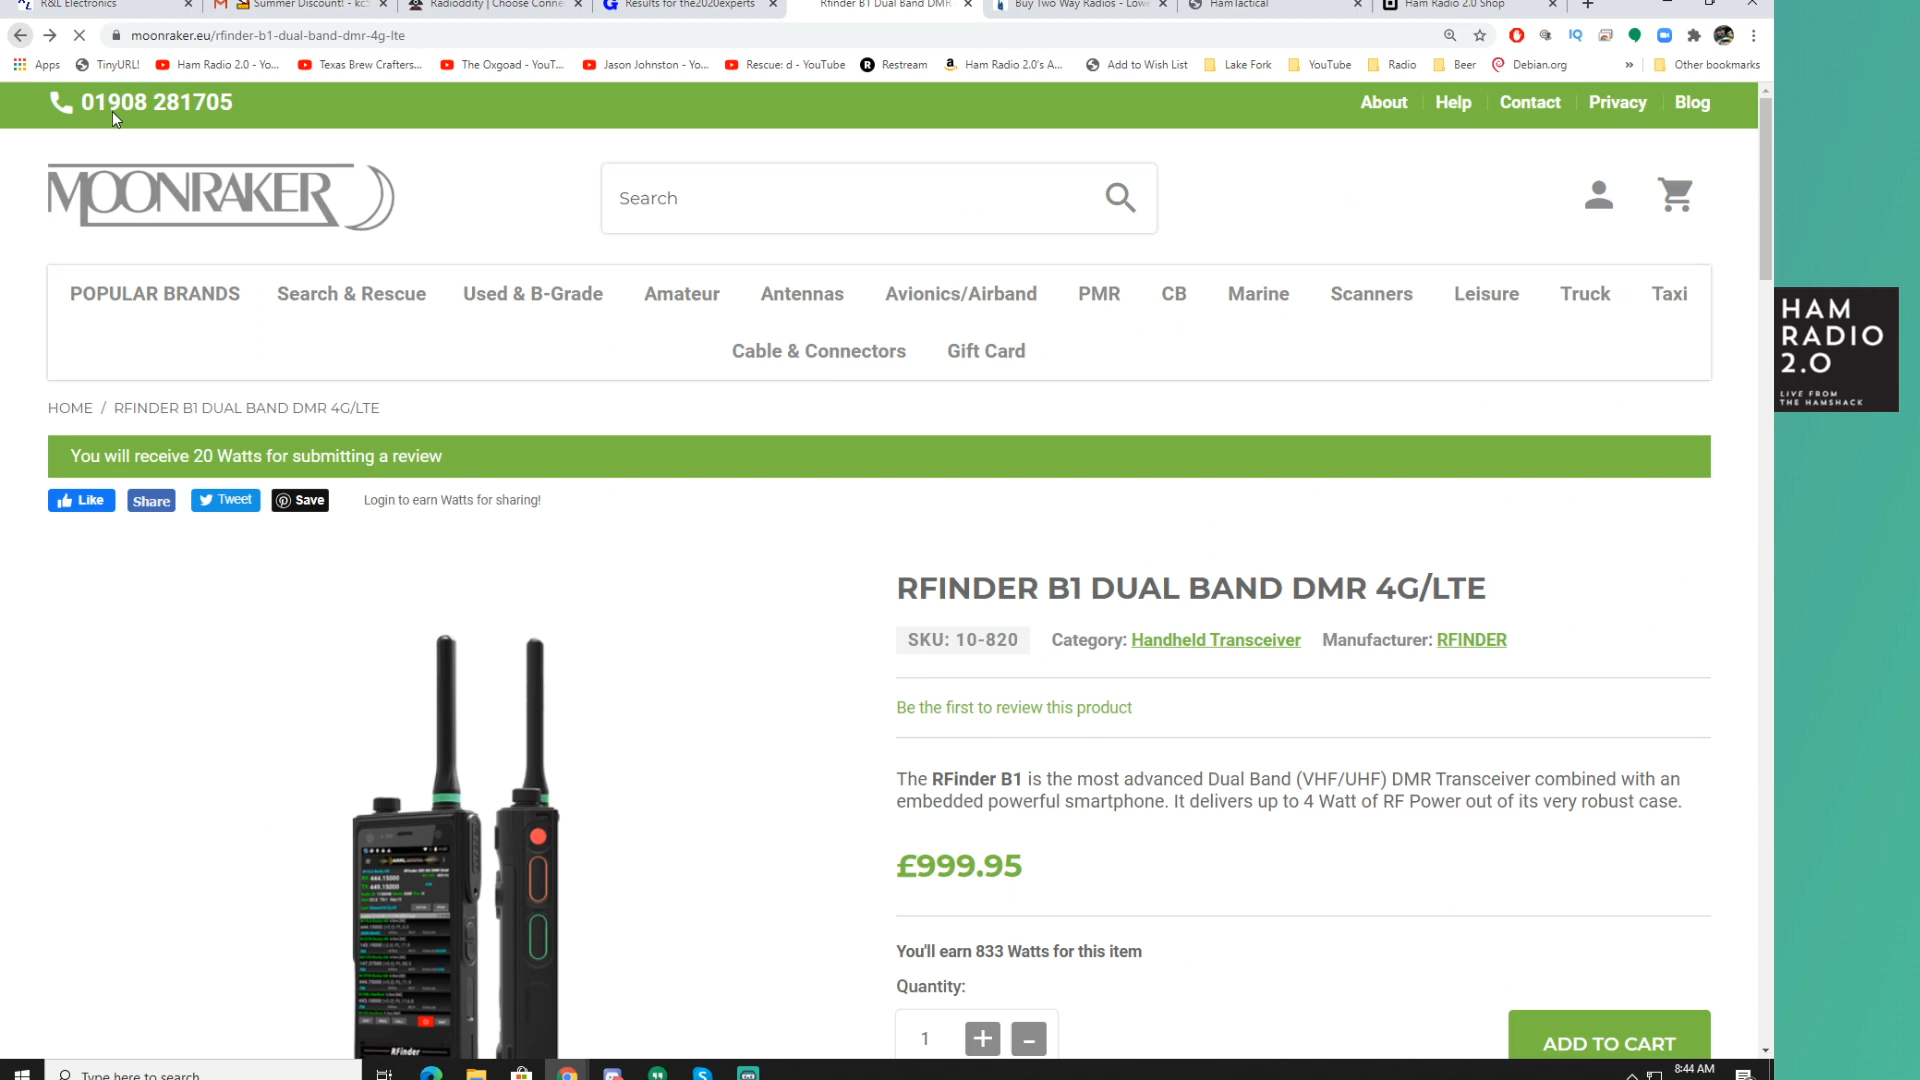 R&L Electronics
Summer Discount! - kc5
Radioddity | Choose Conne
Results for the2020experts
Rfinder B1 Dual Band DMR
Buy Two Way Radios - Lowe
HamTactical
Ham Radio 2.0 Shop
moonraker.eu/rfinder-b1-dual-band-dmr-4g-lte
Apps TinyURL! Ham Radio 2.0 - Yo... Texas Brew Crafters... The Oxgoad - YouT... Jason Johnston - Yo... Rescue: d - YouTube Restream Ham Radio 2.0's A... Add to Wish List Lake Fork YouTube Radio Beer Debian.org » Other bookmarks
01908 281705
About Help Contact Privacy Blog
MOONRAKER
Search
POPULAR BRANDS Search & Rescue Used & B-Grade Amateur Antennas Avionics/Airband PMR CB Marine Scanners Leisure Truck Taxi
Cable & Connectors Gift Card
HAM
RADIO
2.0
LIVE FROM
THE HAMSHACK
HOME / RFINDER B1 DUAL BAND DMR 4G/LTE
You will receive 20 Watts for submitting a review
Like Share Tweet Save Login to earn Watts for sharing!
RFINDER B1 DUAL BAND DMR 4G/LTE
SKU: 10-820 Category: Handheld Transceiver Manufacturer: RFINDER
Be the first to review this product
The RFinder B1 is the most advanced Dual Band (VHF/UHF) DMR Transceiver combined with an
embedded powerful smartphone. It delivers up to 4 Watt of RF Power out of its very robust case.
£999.95
You'll earn 833 Watts for this item
Quantity:
1 + -
ADD TO CART
444.15000
449.15000
RFinder
Type here to search
8:44 AM